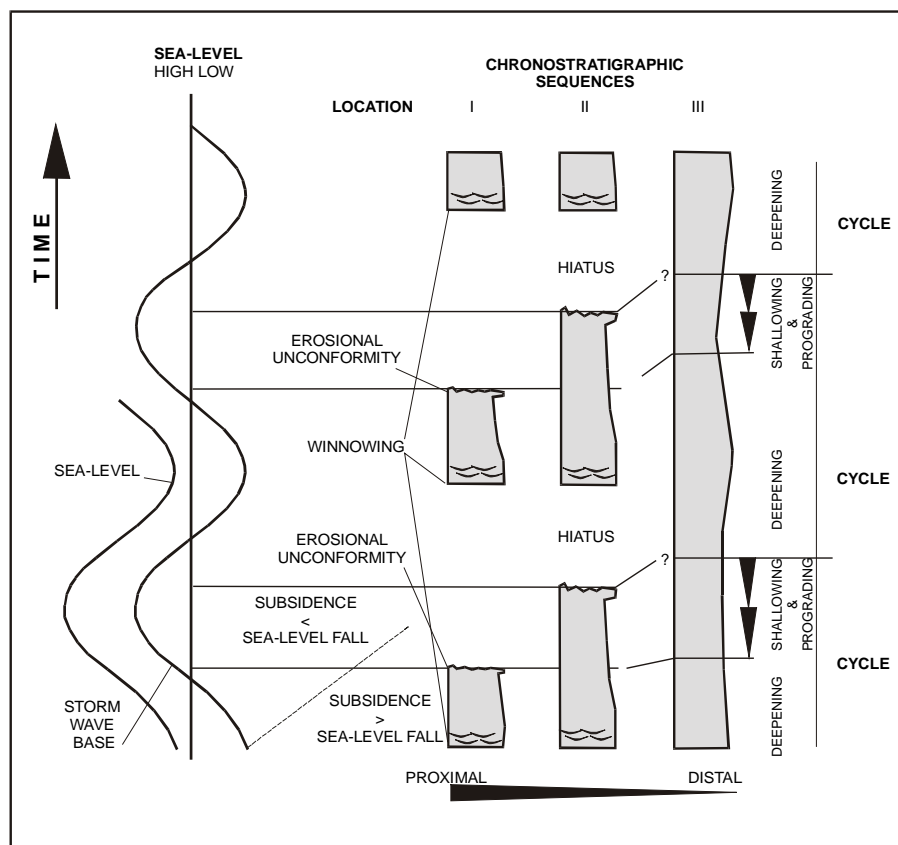 SEA-LEVEL
HIGH LOW
CHRONOSTRATIGRAPHIC
SEQUENCES
LOCATION I II III
TIME
DEEPENING
CYCLE
HIATUS
?
SHALLOWING
&
PROGRADING
EROSIONAL
UNCONFORMITY
WINNOWING
SEA-LEVEL
DEEPENING
CYCLE
EROSIONAL
UNCONFORMITY
HIATUS
?
SHALLOWING
&
PROGRADING
SUBSIDENCE
<
SEA-LEVEL FALL
CYCLE
STORM
WAVE
BASE
SUBSIDENCE
>
SEA-LEVEL FALL
DEEPENING
PROXIMAL DISTAL